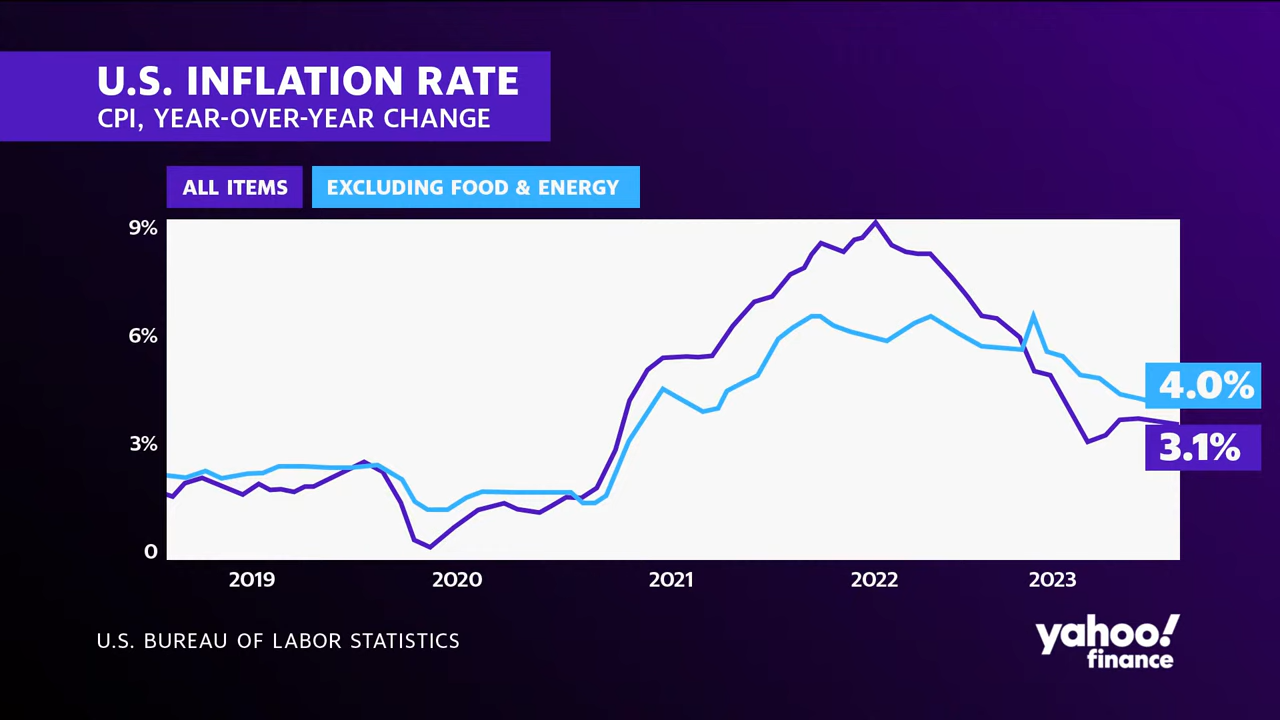 U.S. INFLATION RATE
CPI, YEAR-OVER-YEAR CHANGE
ALL ITEMS
EXCLUDING FOOD & ENERGY
9%
6%
3%
0
4.0%
3.1%
2019
2020
2021
2022
2023
U.S. BUREAU OF LABOR STATISTICS
yahoo!
finance